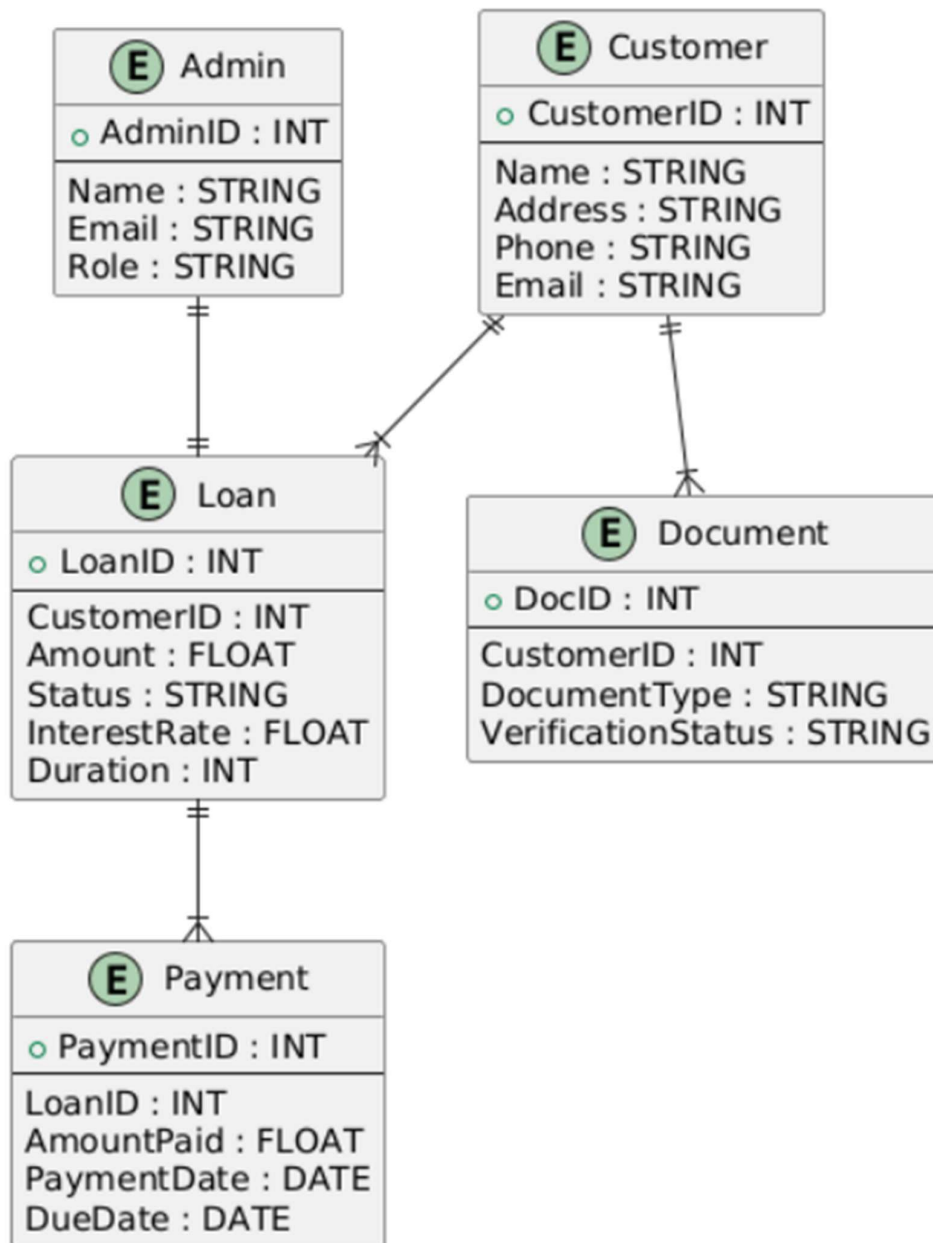 E Admin
AdminID : INT
Name : STRING
Email : STRING
Role : STRING
E Customer
CustomerID : INT
Name : STRING
Address : STRING
Phone : STRING
Email : STRING
E Loan
LoanID : INT
CustomerID : INT
Amount : FLOAT
Status : STRING
InterestRate : FLOAT
Duration : INT
E Document
DocID : INT
CustomerID : INT
DocumentType : STRING
VerificationStatus : STRING
E Payment
PaymentID : INT
LoanID : INT
AmountPaid : FLOAT
PaymentDate : DATE
DueDate : DATE